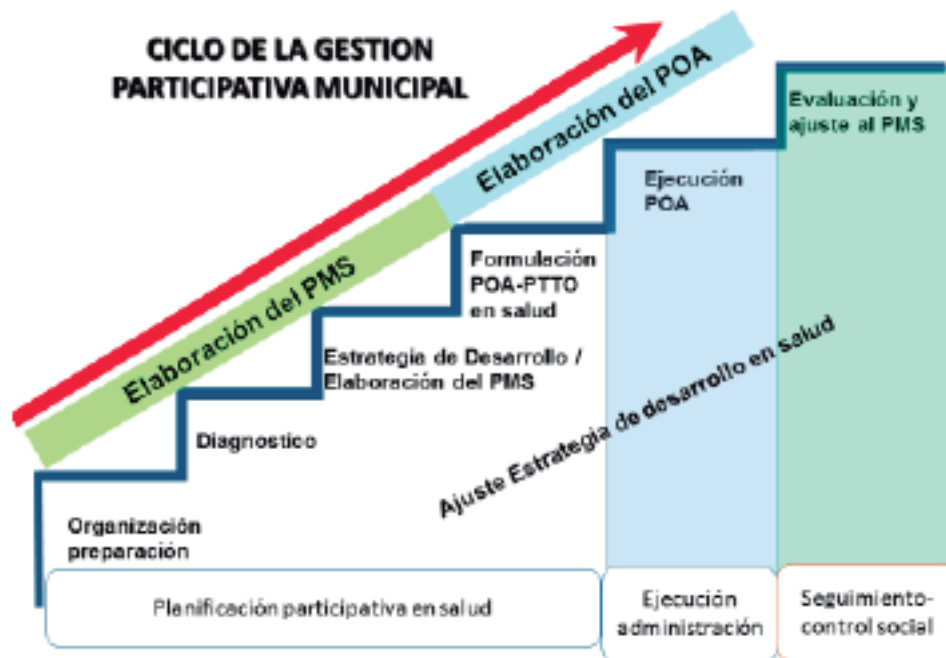 CICLO DE LA GESTION
PARTICIPATIVA MUNICIPAL
Elaboración del PMS
Elaboración del POA
Organización
preparación
Diagnostico
Estrategia de Desarrollo /
Elaboración del PMS
Formulación
POA-PTTO
en salud
Ejecución
POA
Evaluación y
ajuste al PMS
Ajuste Estrategia de desarrollo en salud
Planificación participativa en salud
Ejecución
administración
Seguimiento-
control social